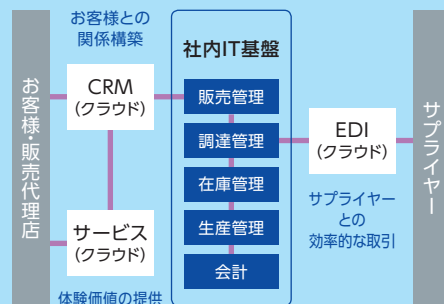 お客様・販売代理店
お客様との
関係構築
CRM
(クラウド)
サービス
(クラウド)
体験価値の提供
社内IT基盤
販売管理
調達管理
在庫管理
生産管理
会計
EDI
(クラウド)
サプライヤー
との
効率的な取引
サプライヤー